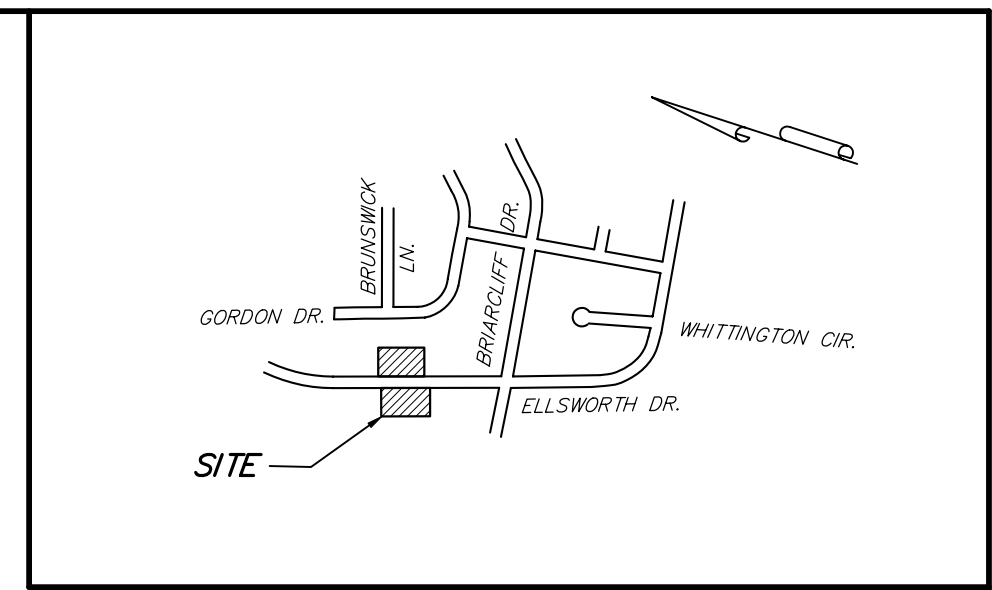 BRUNSWICK
LN.
DR.
BRIARCLIFF
GORDON DR.
WHITTINGTON CIR.
ELLSWORTH DR.
SITE